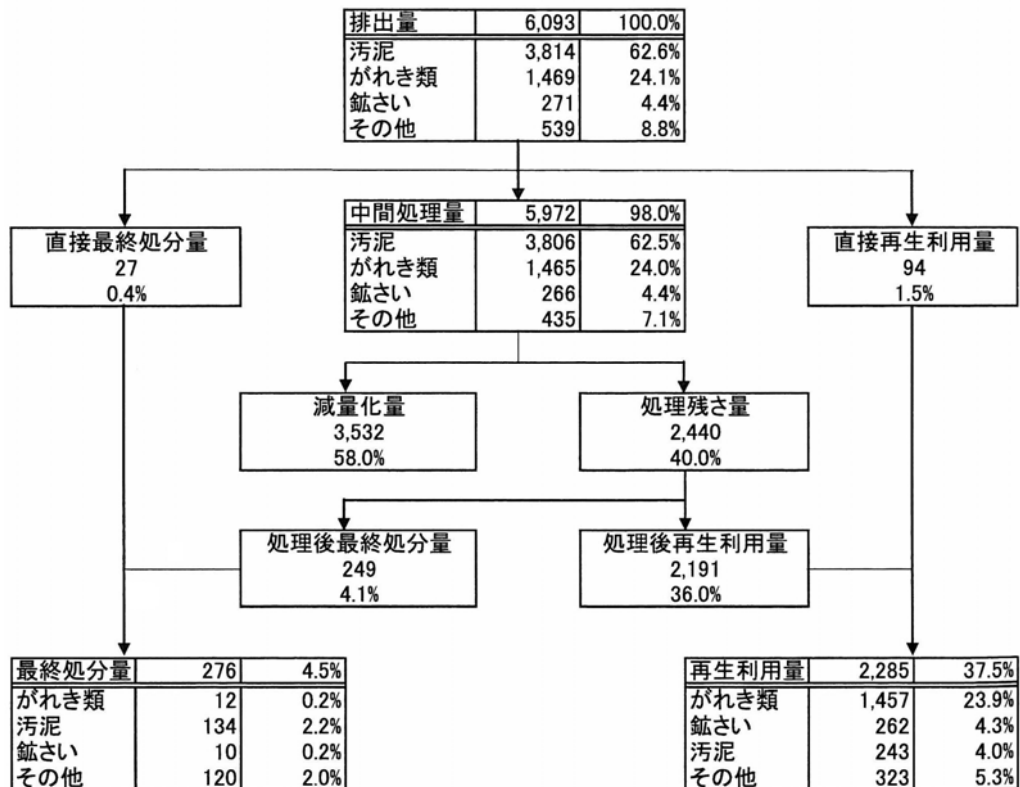 排出量 6,093 100.0%
汚泥 3,814 62.6%
がれき類 1,469 24.1%
鉱さい 271 4.4%
その他 539 8.8%
中間処理量 5,972 98.0%
汚泥 3,806 62.5%
がれき類 1,465 24.0%
鉱さい 266 4.4%
その他 435 7.1%
直接最終処分量
27
0.4%
直接再生利用量
94
1.5%
減量化量
3,532
58.0%
処理残さ量
2,440
40.0%
処理後最終処分量
249
4.1%
処理後再生利用量
2,191
36.0%
最終処分量 276 4.5%
がれき類 12 0.2%
汚泥 134 2.2%
鉱さい 10 0.2%
その他 120 2.0%
再生利用量 2,285 37.5%
がれき類 1,457 23.9%
鉱さい 262 4.3%
汚泥 243 4.0%
その他 323 5.3%